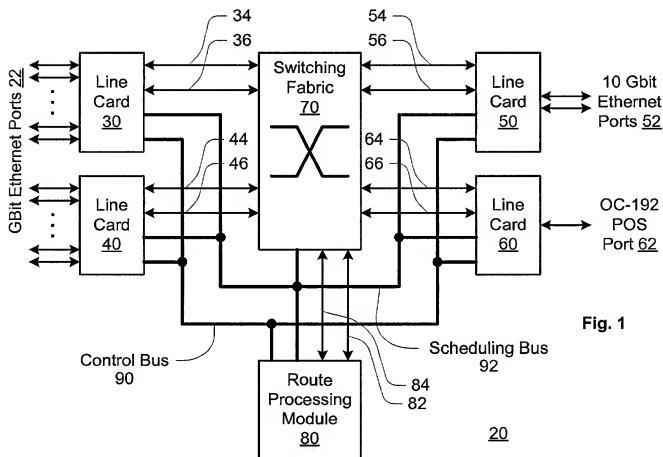 34
36
54
56
GBit Ethernet Ports 22
Line
Card
30
Switching
Fabric
70
Line
Card
50
10 Gbit
Ethernet
Ports 52
44
46
64
66
Line
Card
40
Line
Card
60
OC-192
POS
Port 62
Fig. 1
Control Bus
90
Scheduling Bus
92
Route
Processing
Module
80
84
82
20